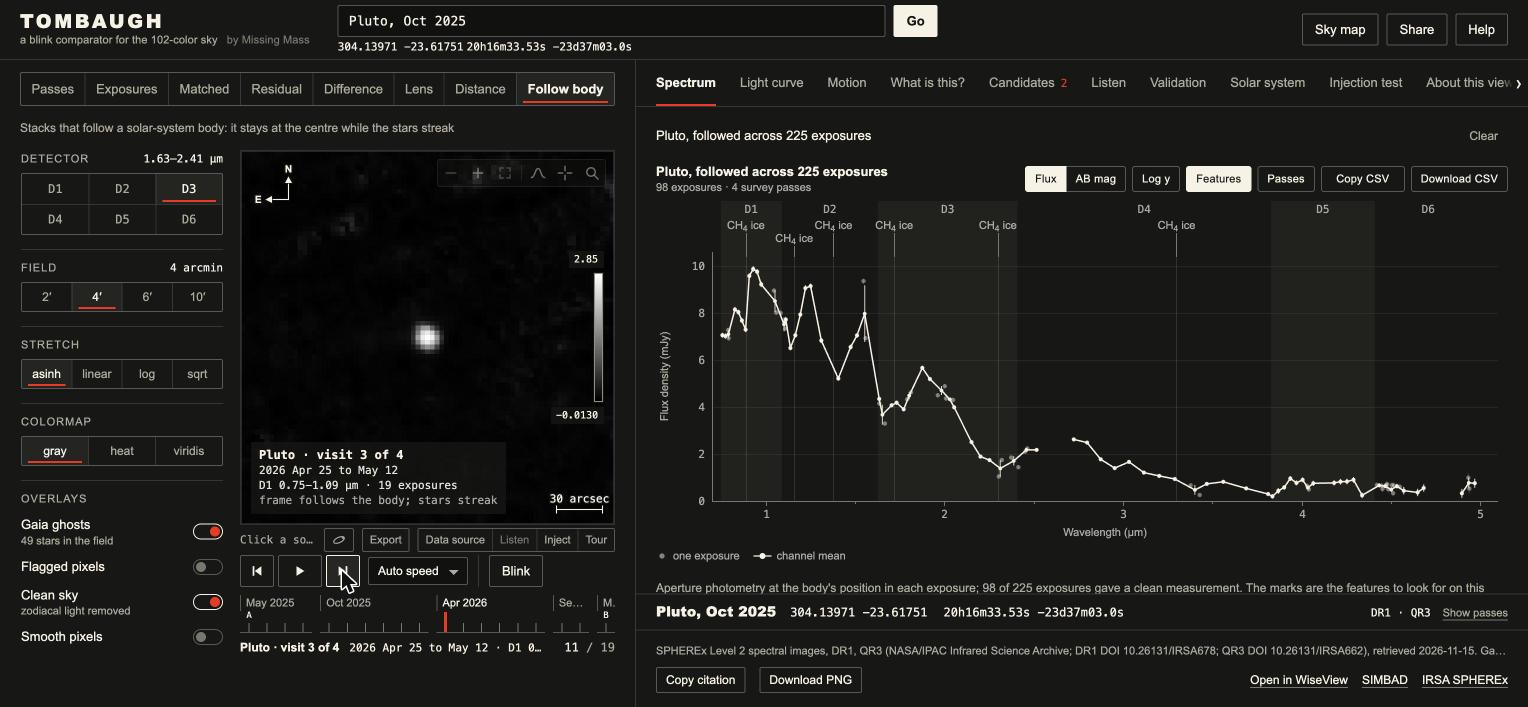 TOMBAUGH
a blink comparator for the 102-color sky by Missing Mass
Pluto, Oct 2025
Go
304.13971 −23.61751 20h16m33.53s −23d37m03.0s
Sky map
Share
Help
Passes
Exposures
Matched
Residual
Difference
Lens
Distance
Follow body
Stacks that follow a solar-system body: it stays at the centre while the stars streak
DETECTOR 1.63–2.41 μm
D1 D2 D3
D4 D5 D6
FIELD 4 arcmin
2′ 4′ 6′ 10′
STRETCH
asinh linear log sqrt
COLORMAP
gray heat viridis
OVERLAYS
Gaia ghosts
49 stars in the field
Flagged pixels
Clean sky
zodiacal light removed
Smooth pixels
N
E
2.85
−0.0130
Pluto · visit 3 of 4
2026 Apr 25 to May 12
D1 0.75–1.09 μm · 19 exposures
frame follows the body; stars streak
30 arcsec
Click a so…
Export
Data source
Listen
Inject
Tour
Auto speed
Blink
May 2025 Oct 2025 Apr 2026 Se… M.
A B
Pluto · visit 3 of 4 2026 Apr 25 to May 12 · D1 0… 11 / 19
Spectrum
Light curve
Motion
What is this?
Candidates 2
Listen
Validation
Solar system
Injection test
About this view
Pluto, followed across 225 exposures
Clear
Pluto, followed across 225 exposures
98 exposures · 4 survey passes
Flux
AB mag
Log y
Features
Passes
Copy CSV
Download CSV
D1 D2 D3 D4 D5 D6
CH4 ice CH4 ice CH4 ice CH4 ice CH4 ice
CH4 ice
10
8
6
4
2
0
Flux density (mJy)
1 2 3 4 5
Wavelength (μm)
one exposure
channel mean
Aperture photometry at the body's position in each exposure; 98 of 225 exposures gave a clean measurement. The marks are the features to look for on this
Pluto, Oct 2025 304.13971 −23.61751 20h16m33.53s −23d37m03.0s
DR1 · QR3
Show passes
SPHEREx Level 2 spectral images, DR1, QR3 (NASA/IPAC Infrared Science Archive; DR1 DOI 10.26131/IRSA678; QR3 DOI 10.26131/IRSA662), retrieved 2026-11-15. Ga…
Copy citation
Download PNG
Open in WiseView
SIMBAD
IRSA SPHEREx